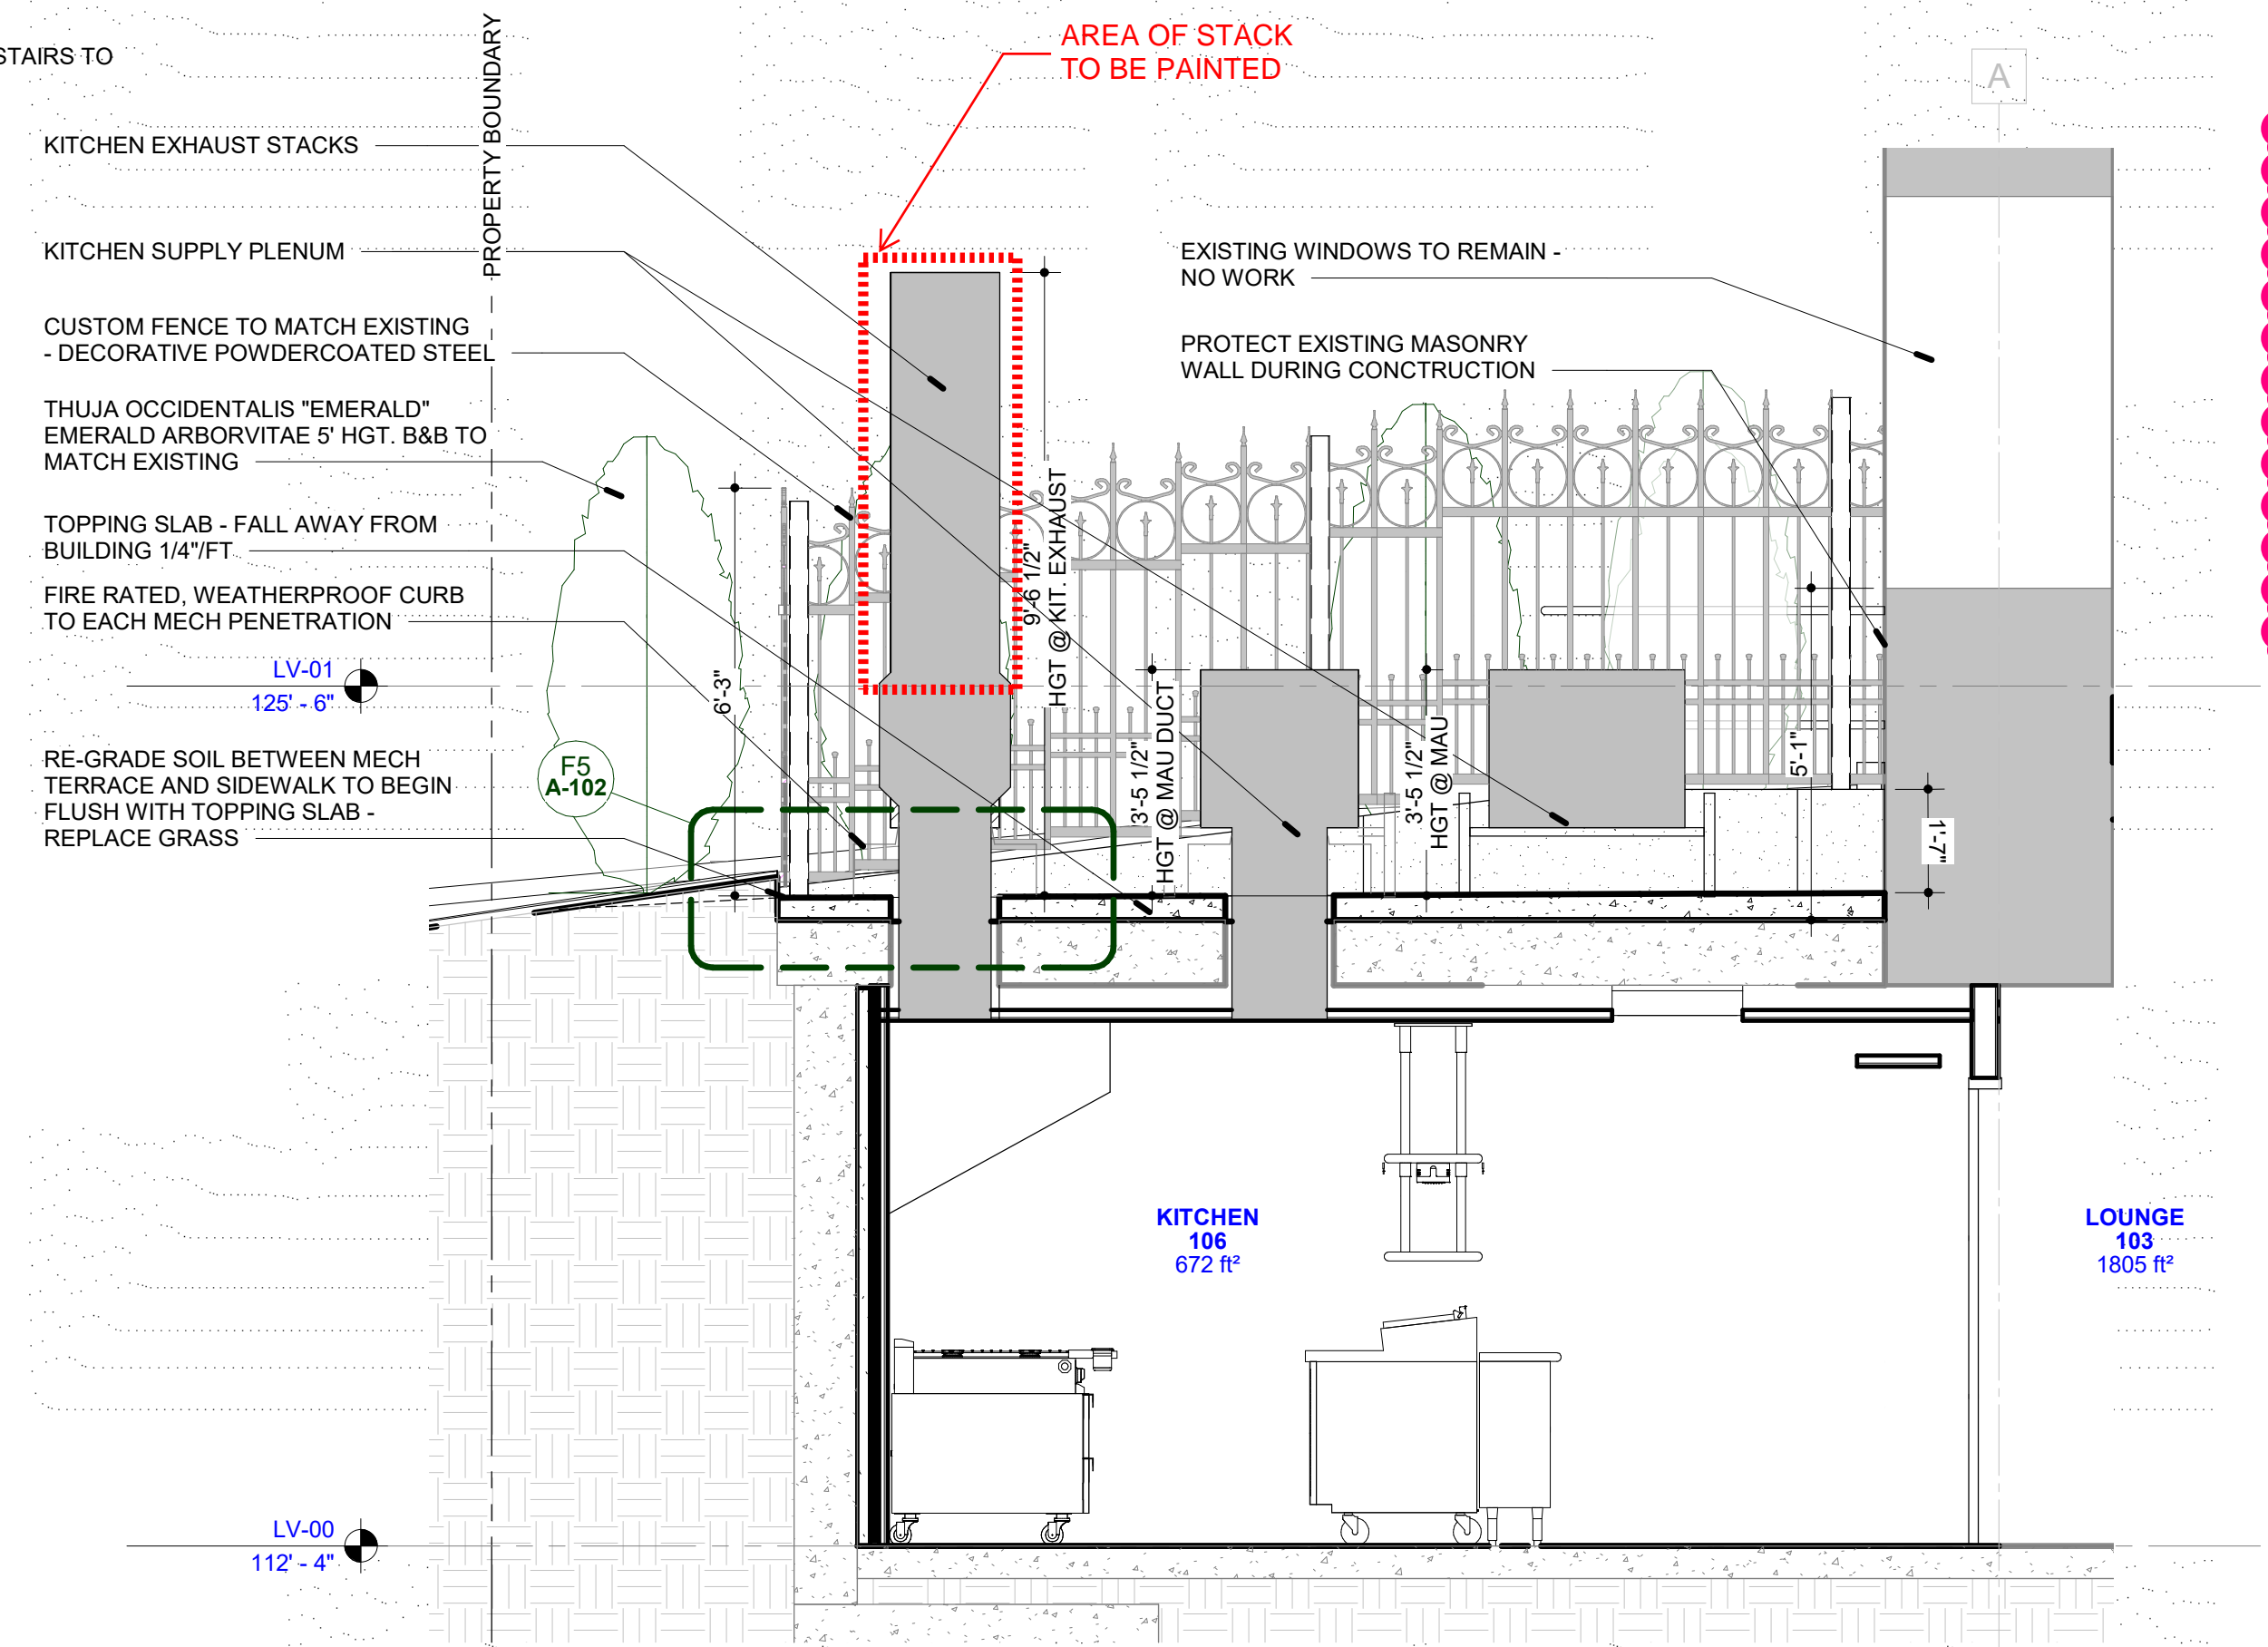 STAIRS TO
PROPERTY BOUNDARY
AREA OF STACK
TO BE PAINTED
A
KITCHEN EXHAUST STACKS
KITCHEN SUPPLY PLENUM
CUSTOM FENCE TO MATCH EXISTING
- DECORATIVE POWDERCOATED STEEL
THUJA OCCIDENTALIS "EMERALD"
EMERALD ARBORVITAE 5' HGT. B&B TO
MATCH EXISTING
TOPPING SLAB - FALL AWAY FROM
BUILDING 1/4"/FT
FIRE RATED, WEATHERPROOF CURB
TO EACH MECH PENETRATION
LV-01
125' - 6"
RE-GRADE SOIL BETWEEN MECH
TERRACE AND SIDEWALK TO BEGIN
FLUSH WITH TOPPING SLAB -
REPLACE GRASS
F5
A-102
EXISTING WINDOWS TO REMAIN -
NO WORK
PROTECT EXISTING MASONRY
WALL DURING CONCTRUCTION
6'-3"
9'-6 1/2"
HGT @ KIT. EXHAUST
3'-5 1/2"
HGT @ MAU DUCT
3'-5 1/2"
HGT @ MAU
5'-1"
1'-7"
KITCHEN
106
672 ft²
LOUNGE
103
1805 ft²
LV-00
112' - 4"